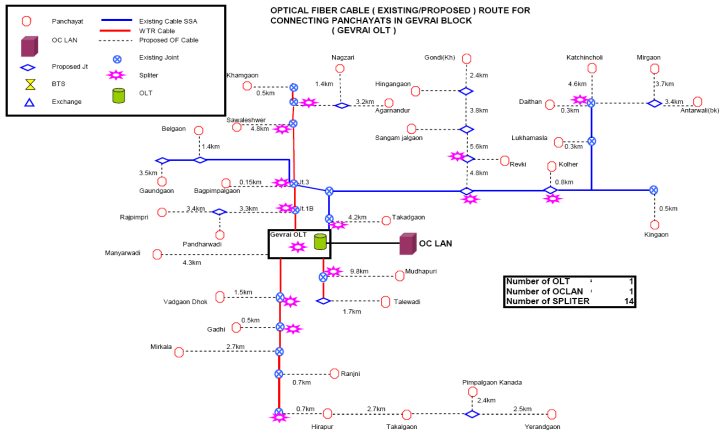 OPTICAL FIBER CABLE ( EXISTING/PROPOSED ) ROUTE FOR
CONNECTING PANCHAYATS IN GEVRAI BLOCK
( GEVRAI OLT )
Panchayat
Existing Cable SSA
WTR Cable
Proposed OF Cable
OC LAN
Existing Joint
Proposed Jt
Spliter
BTS
OLT
Exchange
Nagzari
Gondi(Kh)
Katchincholi
Mirgaon
Khamgaon
1.4km
2.4km
4.6km
3.7km
0.5km
Hingangaon
3.2km
Agamandur
Daithan
0.3km
3.4km
Antarwali(bk)
Sawaleshwer
4.8km
3.8km
Belgaon
Sangam jalgaon
Lukhamasla
0.3km
1.4km
5.6km
Revki
Kolher
3.5km
4.8km
0.8km
Gaundgaon
0.15km
Jt.3
Bagpimpalgaon
0.5km
Rajpimpri
3.4km
3.3km
Jt.1B
4.2km
Takadgaon
Kingaon
Pandharwadi
Gevrai OLT
OC LAN
Manyarwadi
4.3km
9.8km
Mudhapuri
Number of OLT 1
Number of OCLAN 1
Number of SPLITER 14
Vadgaon Dhok
1.5km
Talewadi
1.7km
Gadhi
0.5km
Mirkala
2.7km
Ranjni
0.7km
Pimpalgaon Kanada
2.4km
0.7km
2.7km
2.5km
Hirapur
Takalgaon
Yerandgaon